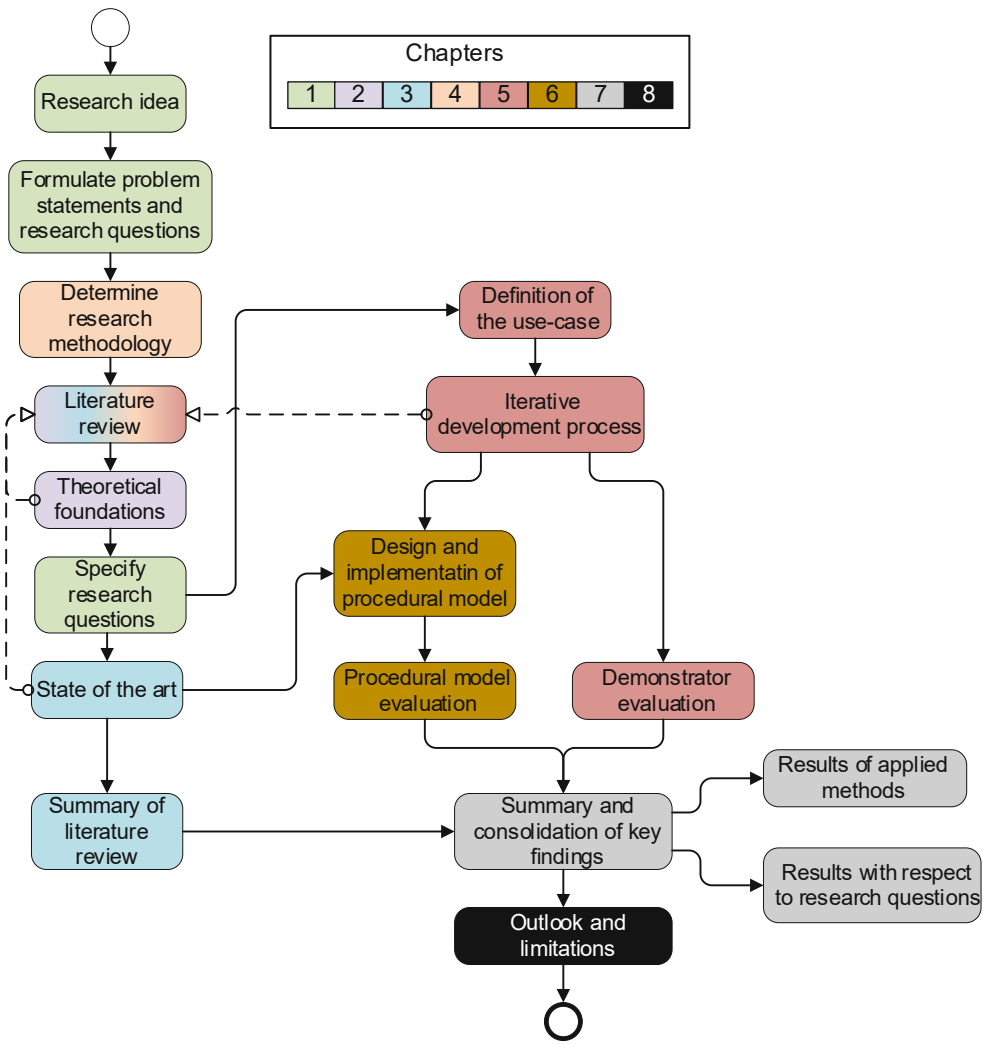 Chapters
1 2 3 4 5 6 7 8
Research idea
Formulate problem
statements and
research questions
Determine
research
methodology
Literature
review
Theoretical
foundations
Specify
research
questions
State of the art
Summary of
literature
review
Definition of
the use-case
Iterative
development process
Design and
implementatin of
procedural model
Procedural model
evaluation
Demonstrator
evaluation
Summary and
consolidation of key
findings
Results of applied
methods
Results with respect
to research questions
Outlook and
limitations